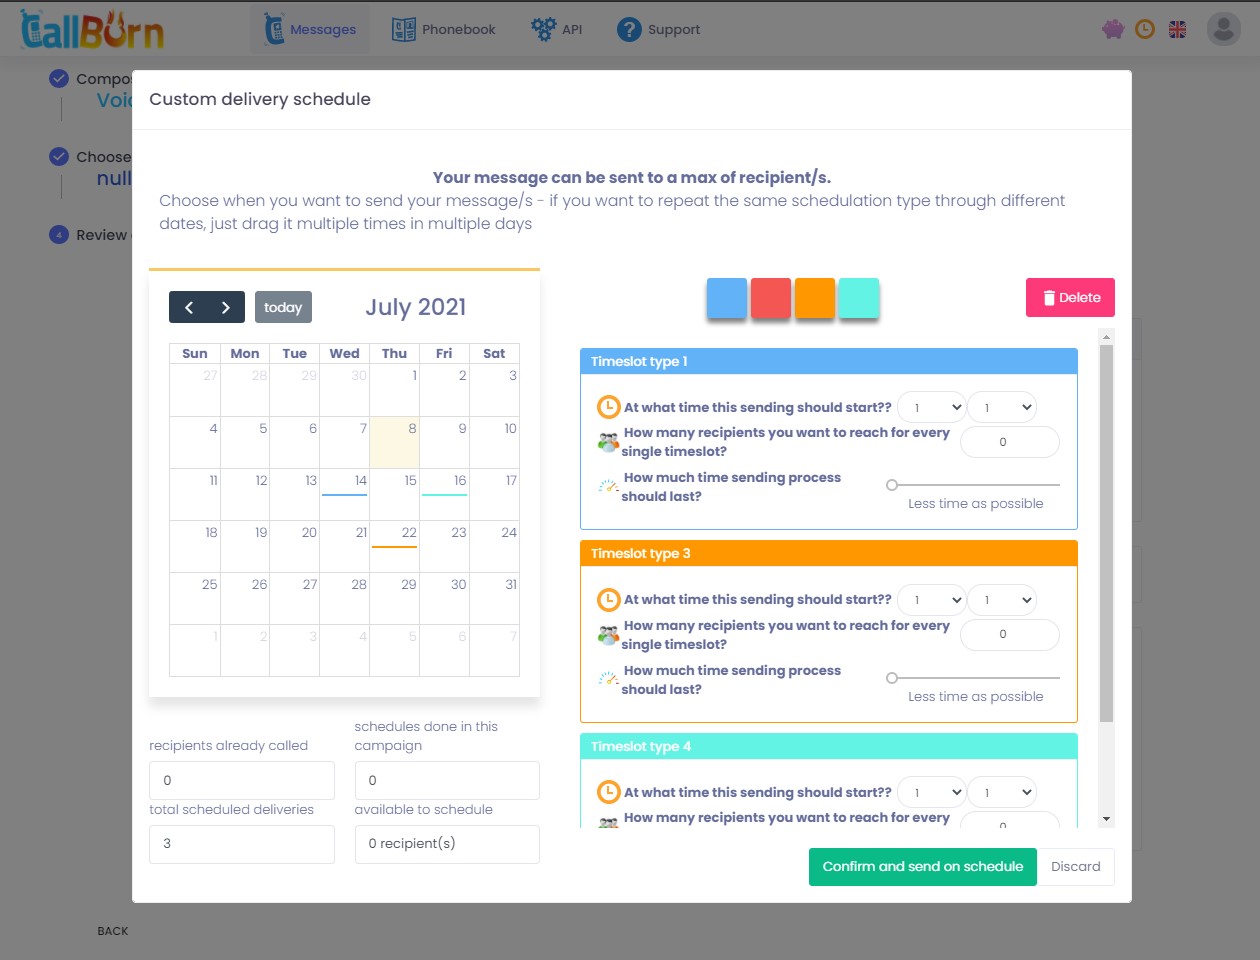 CallBurn
Messages
Phonebook
API
Support
Compo
Voic
Choose
null
4
Review
Custom delivery schedule
Your message can be sent to a max of recipient/s.
Choose when you want to send your message/s - if you want to repeat the same schedulation type through different
dates, just drag it multiple times in multiple days
today
July 2021
Sun Mon Tue Wed Thu Fri Sat
27 28 29 30 1 2 3
4 5 6 7 8 9 10
11 12 13 14 15 16 17
18 19 20 21 22 23 24
25 26 27 28 29 30 31
1 2 3 4 5 6 7
recipients already called
0
schedules done in this
campaign
0
total scheduled deliveries
3
available to schedule
0 recipient(s)
Delete
Timeslot type 1
At what time this sending should start?? 1 1
How many recipients you want to reach for every
single timeslot?
0
How much time sending process
should last?
Less time as possible
Timeslot type 3
At what time this sending should start?? 1 1
How many recipients you want to reach for every
single timeslot?
0
How much time sending process
should last?
Less time as possible
Timeslot type 4
At what time this sending should start?? 1 1
How many recipients you want to reach for every
0
Confirm and send on schedule
Discard
BACK